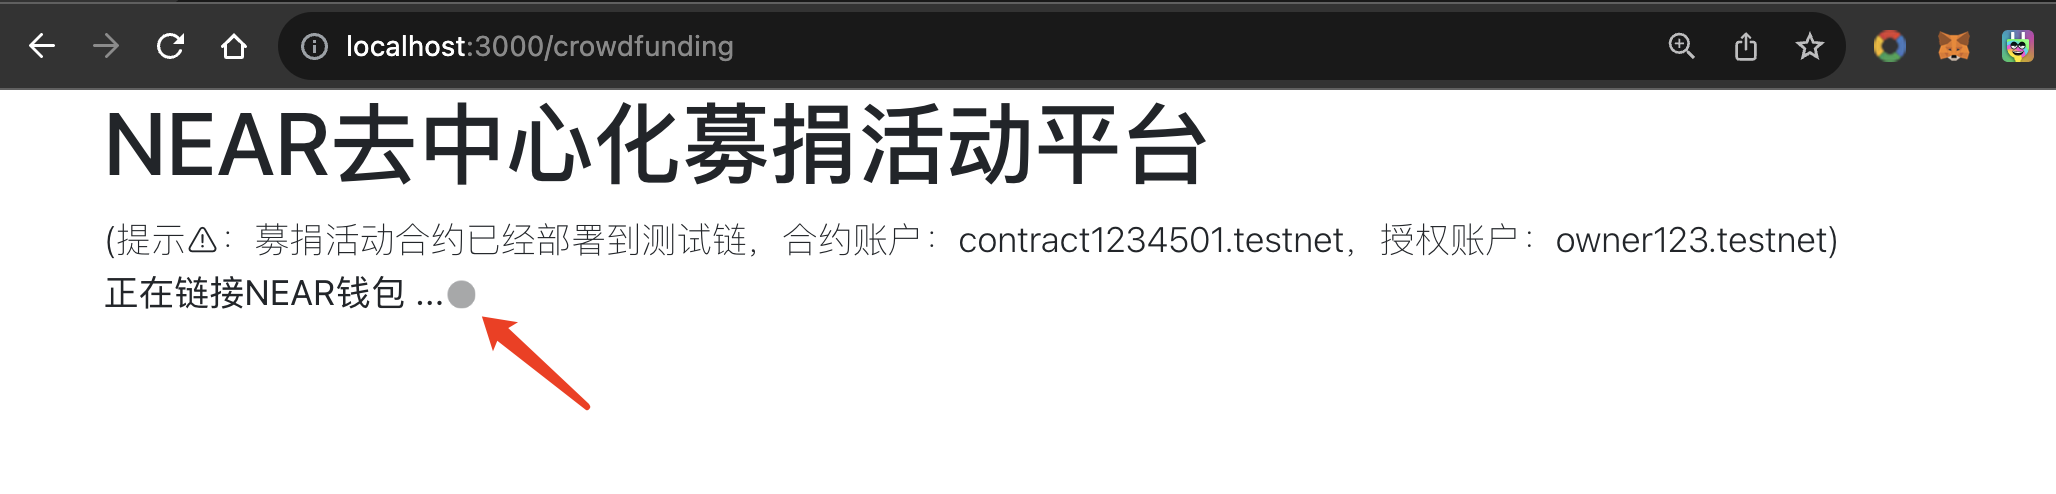 localhost:3000/crowdfunding
NEAR去中心化募捐活动平台
(提示⚠：募捐活动合约已经部署到测试链，合约账户：contract1234501.testnet，授权账户：owner123.testnet)
正在链接NEAR钱包 ...